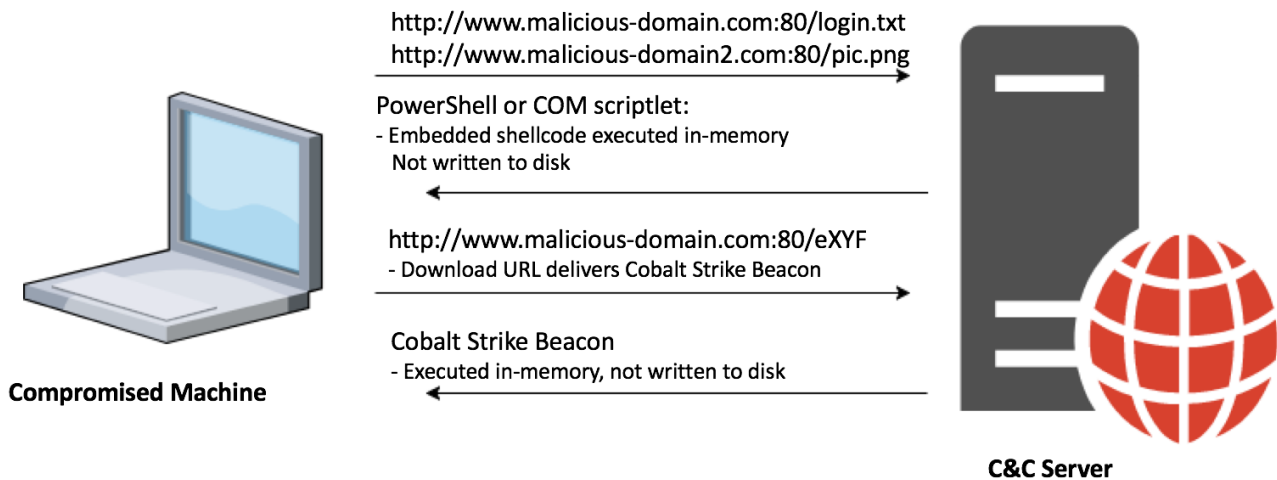 http://www.malicious-domain.com:80/login.txt
http://www.malicious-domain2.com:80/pic.png
PowerShell or COM scriptlet:
- Embedded shellcode executed in-memory
Not written to disk
http://www.malicious-domain.com:80/eXYF
- Download URL delivers Cobalt Strike Beacon
Cobalt Strike Beacon
- Executed in-memory, not written to disk
Compromised Machine
C&C Server